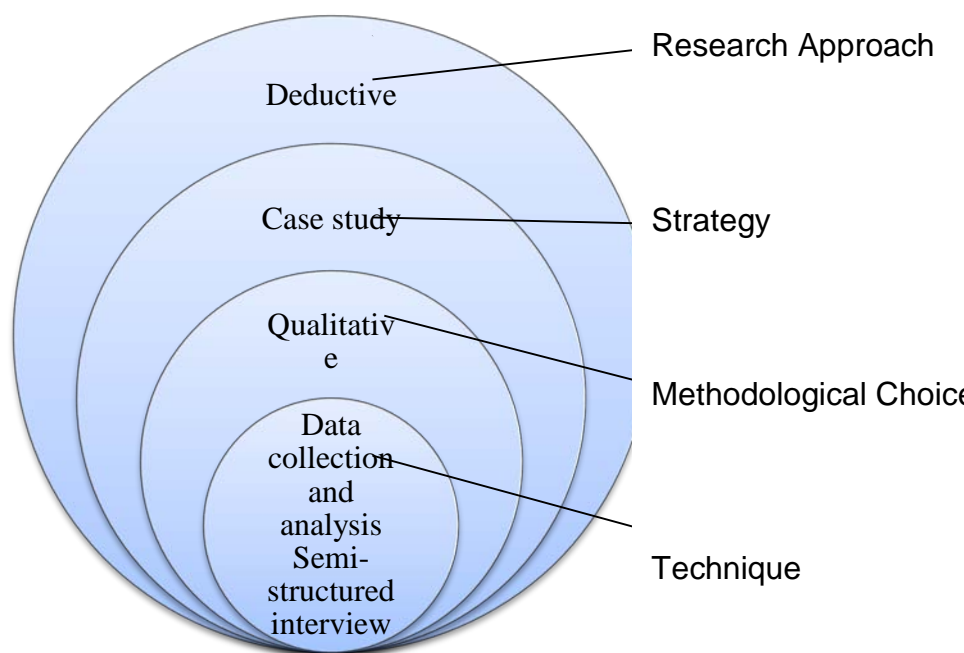 Research Approach
Deductive
Case study
Strategy
Qualitativ
e
Methodological Choice
Data
collection
and
analysis
Semi-
structured
interview
Technique